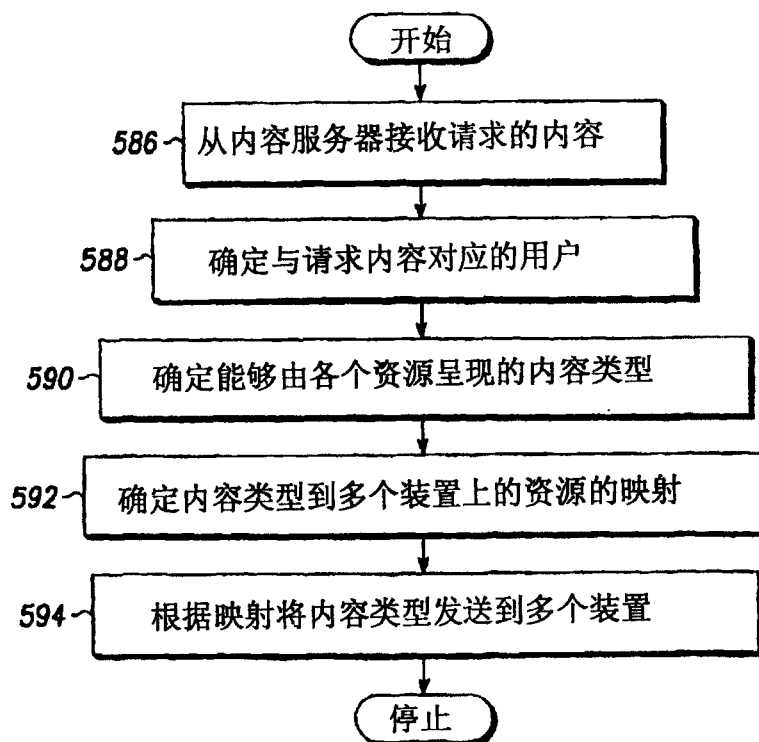 开始
586 从内容服务器接收请求的内容
588 确定与请求内容对应的用户
590 确定能够由各个资源呈现的内容类型
592 确定内容类型到多个装置上的资源的映射
594 根据映射将内容类型发送到多个装置
停止